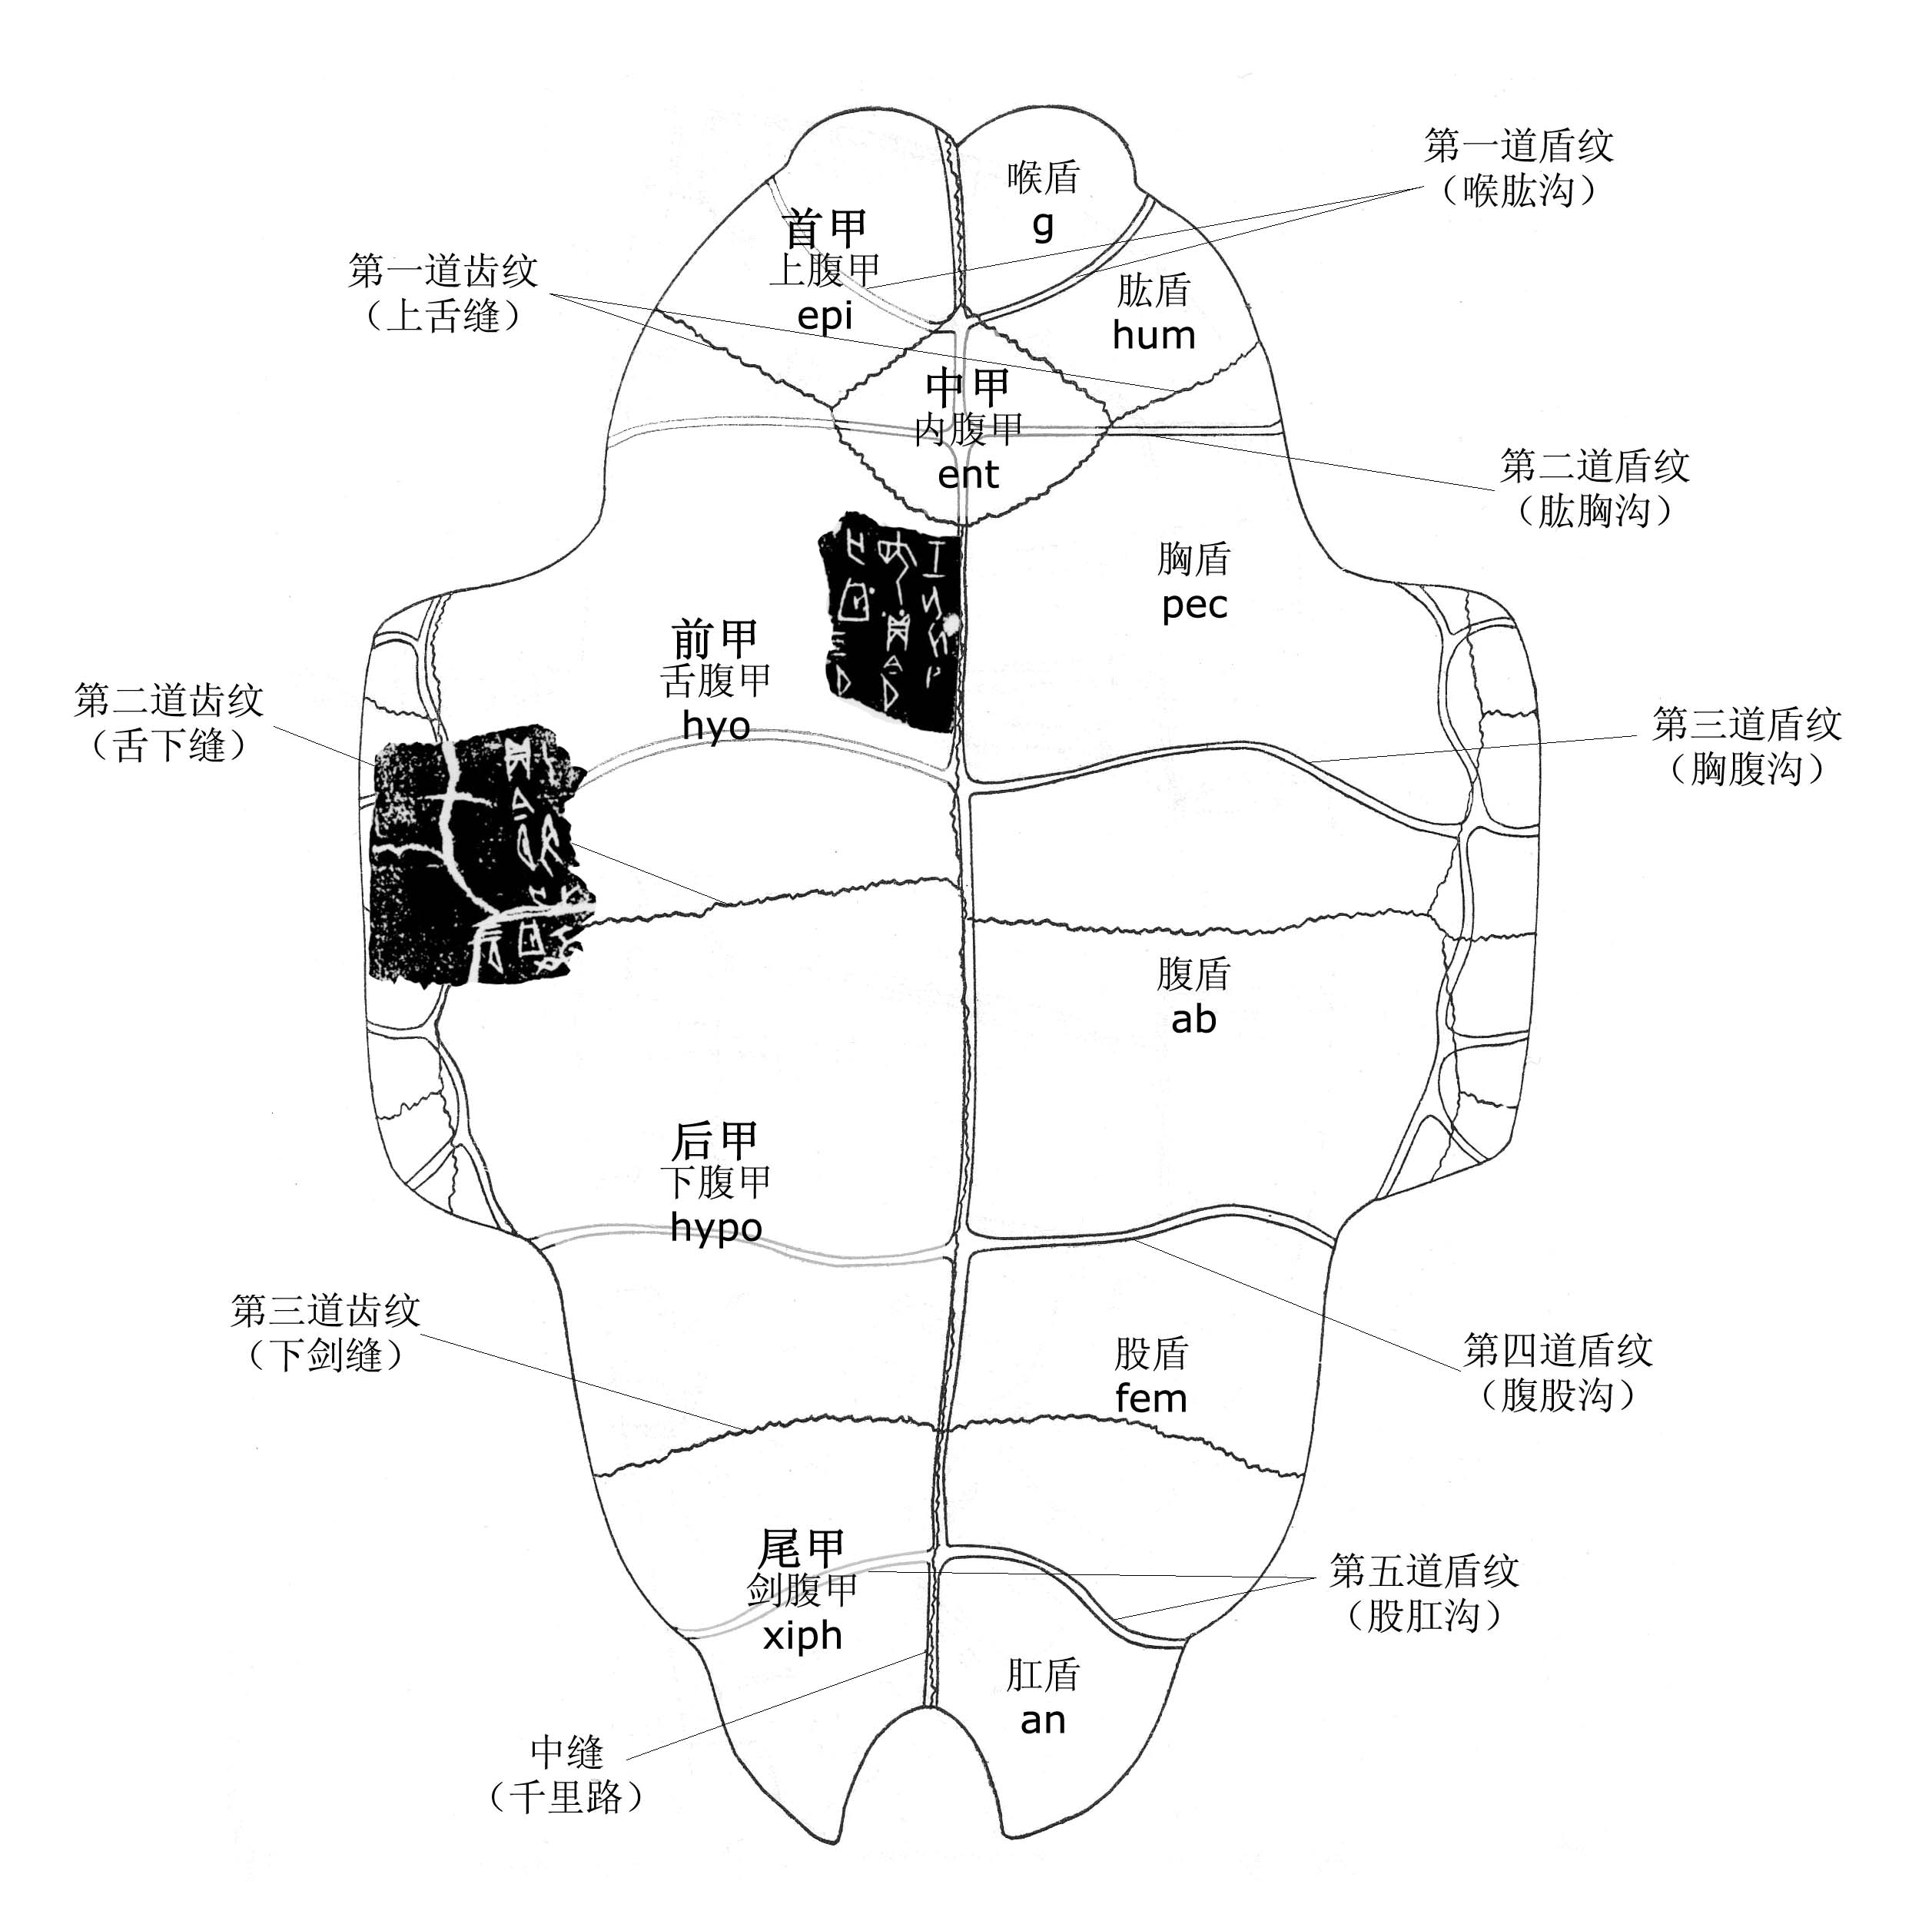 喉盾
g
第一道盾纹
（喉肱沟）
首甲
上腹甲
epi
第一道齿纹
（上舌缝）
肱盾
hum
中甲
内腹甲
ent
第二道盾纹
（肱胸沟）
胸盾
pec
前甲
舌腹甲
hyo
第二道齿纹
（舌下缝）
第三道盾纹
（胸腹沟）
腹盾
ab
后甲
下腹甲
hypo
第三道齿纹
（下剑缝）
股盾
fem
第四道盾纹
（腹股沟）
尾甲
剑腹甲
xiph
第五道盾纹
（股肛沟）
肛盾
an
中缝
（千里路）